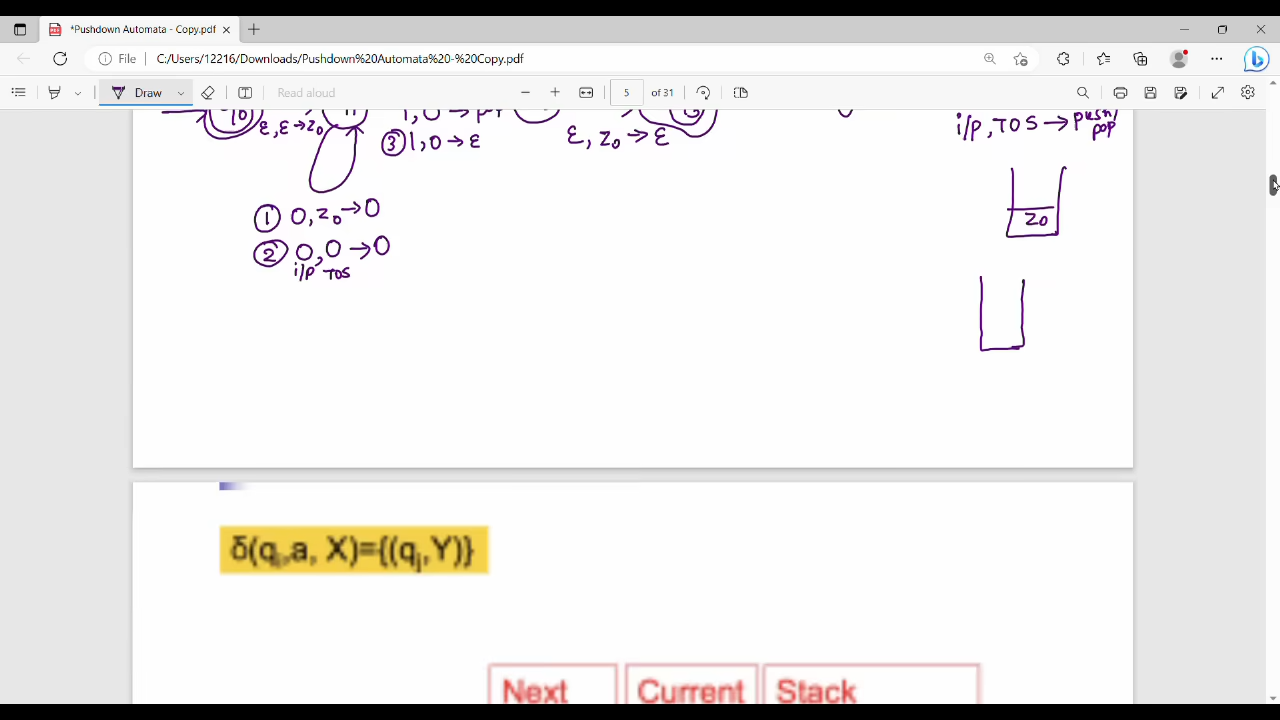 *Pushdown Automata - Copy.pdf
File
C:/Users/12216/Downloads/Pushdown%20Automata%20-%20Copy.pdf
Draw
Read aloud
5
of 31
ε, ε→Z0
③ 1, 0 → ε
ε, Z0 → ε
i/p, TOS → push/
pop
① 0, Z0 → 0
② 0, 0 → 0
i/p TOS
Z0
δ(qi,a, X)={(qj,Y)}
Next
Current
Stack